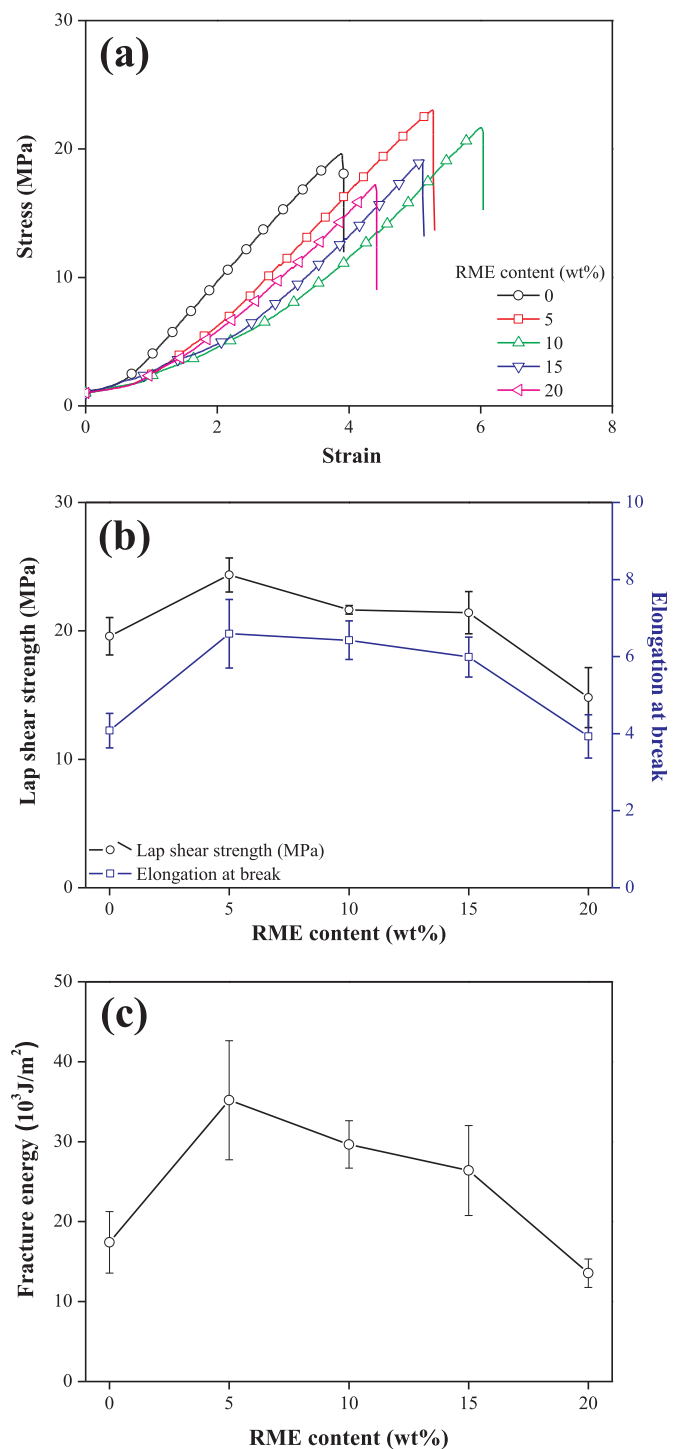 (a)
30
20
10
0
Stress (MPa)
RME content (wt%)
0
5
10
15
20
0 2 4 6 8
Strain
(b)
30
20
10
0
Lap shear strength (MPa)
10
8
6
4
2
0
Elongation at break
Lap shear strength (MPa)
Elongation at break
0 5 10 15 20
RME content (wt%)
(c)
50
40
30
20
10
0
Fracture energy (10³J/m²)
0 5 10 15 20
RME content (wt%)